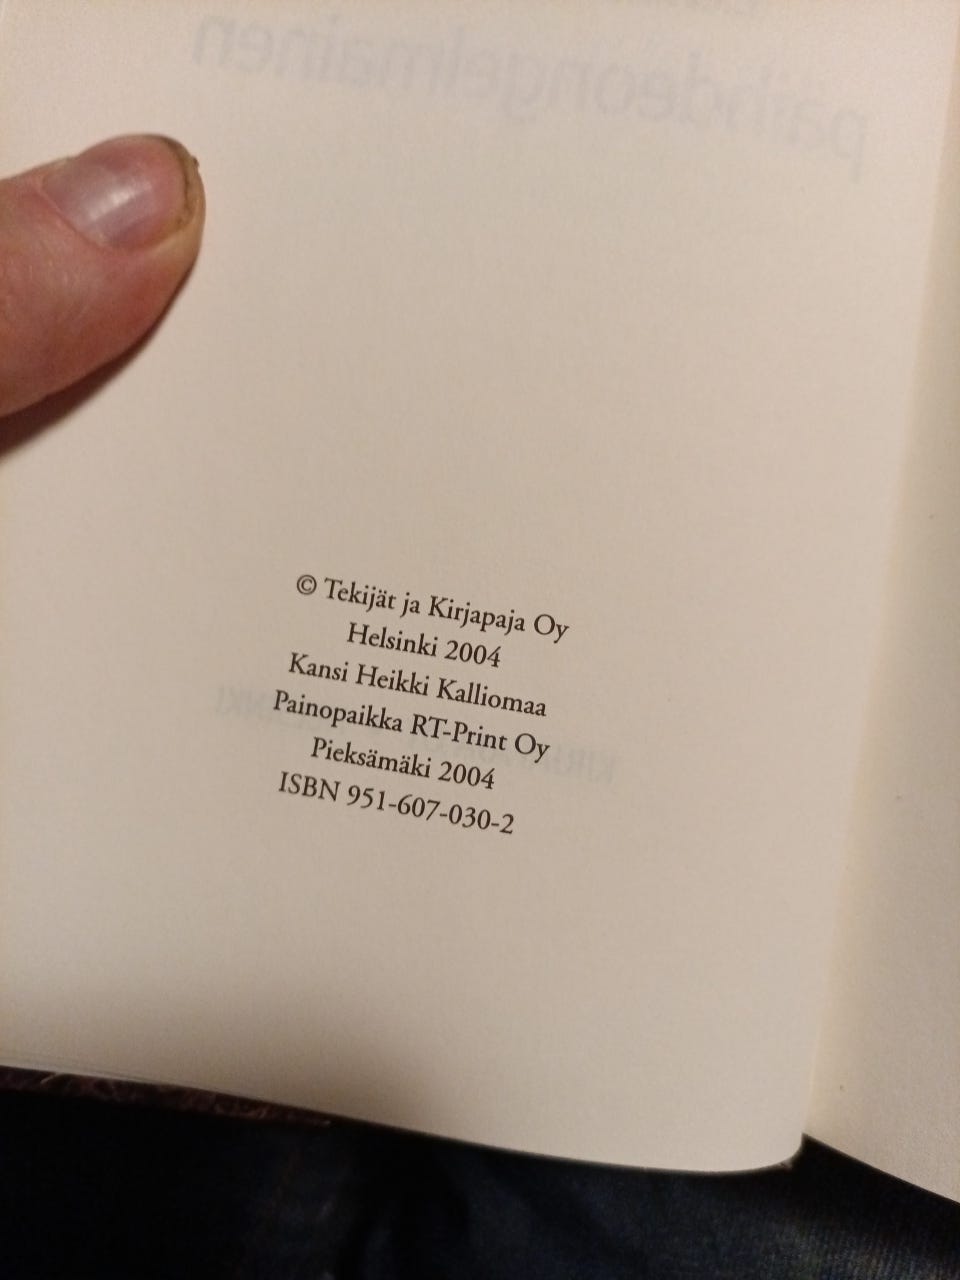 päihdeongelmainen
© Tekijät ja Kirjapaja Oy
Helsinki 2004
Kansi Heikki Kalliomaa
Painopaikka RT-Print Oy
Pieksämäki 2004
ISBN 951-607-030-2